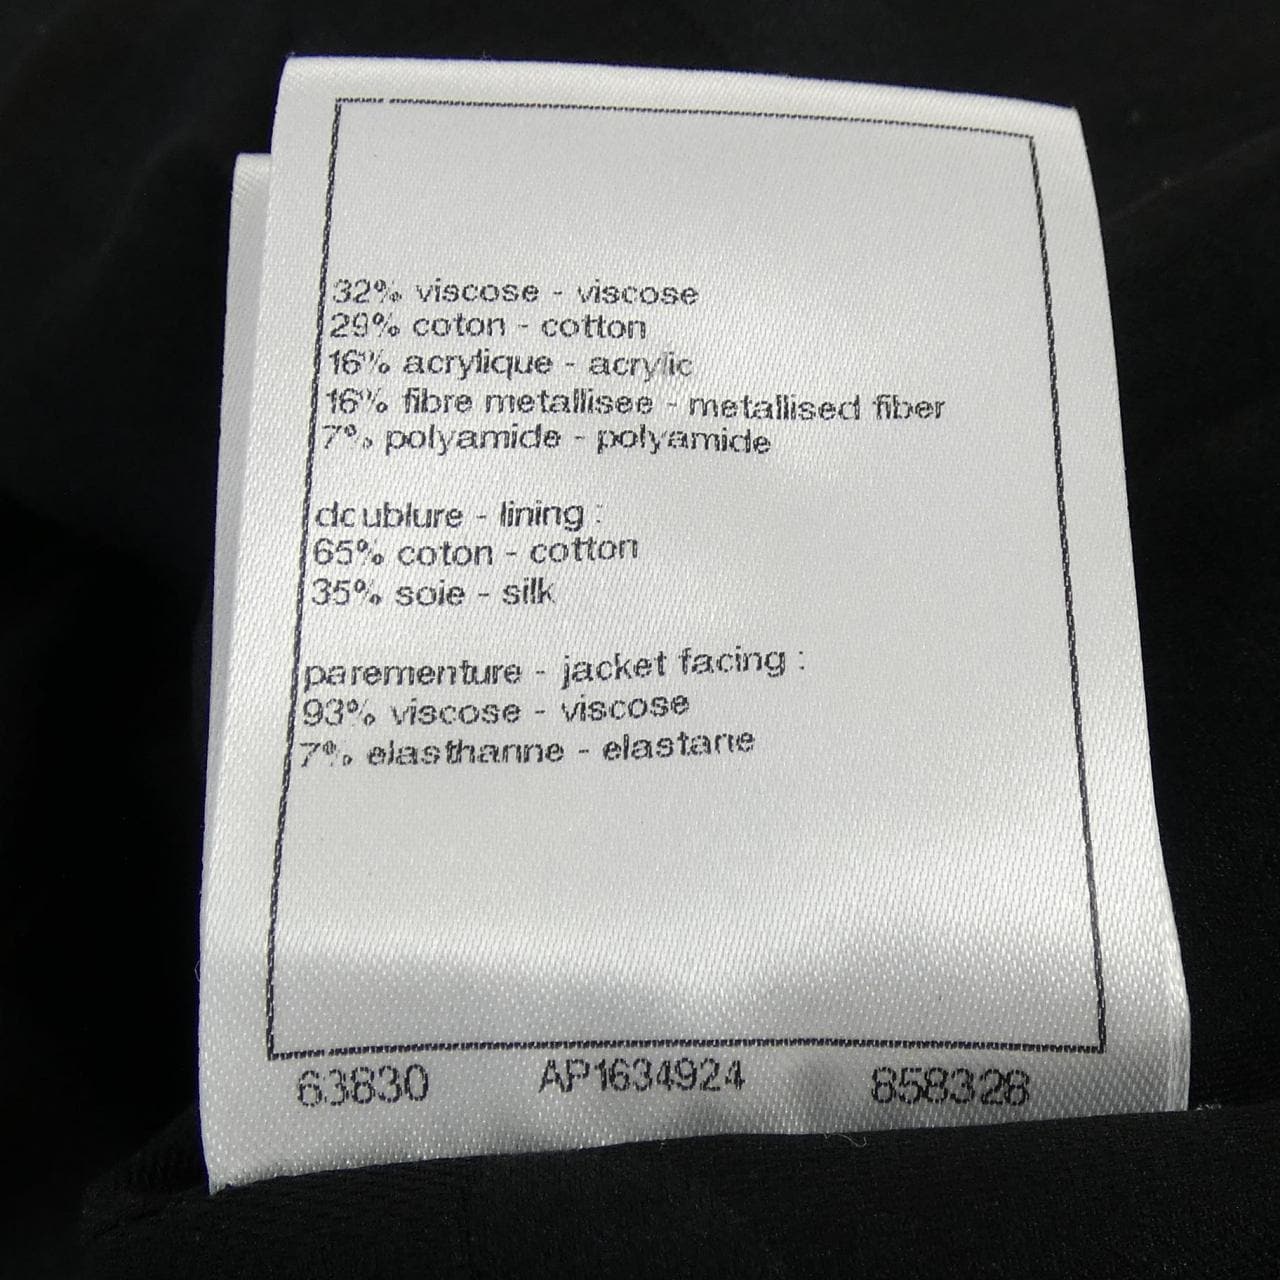 32% viscose - viscose
29% coton - cotton
16% acrylique - acrylic
16% fibre metallisee - metallised fiber
7% polyamide - polyamide
doublure - lining :
65% coton - cotton
35% soie - silk
parementure - jacket facing :
93% viscose - viscose
7% elasthanne - elastane
63830 AP1634924 858328